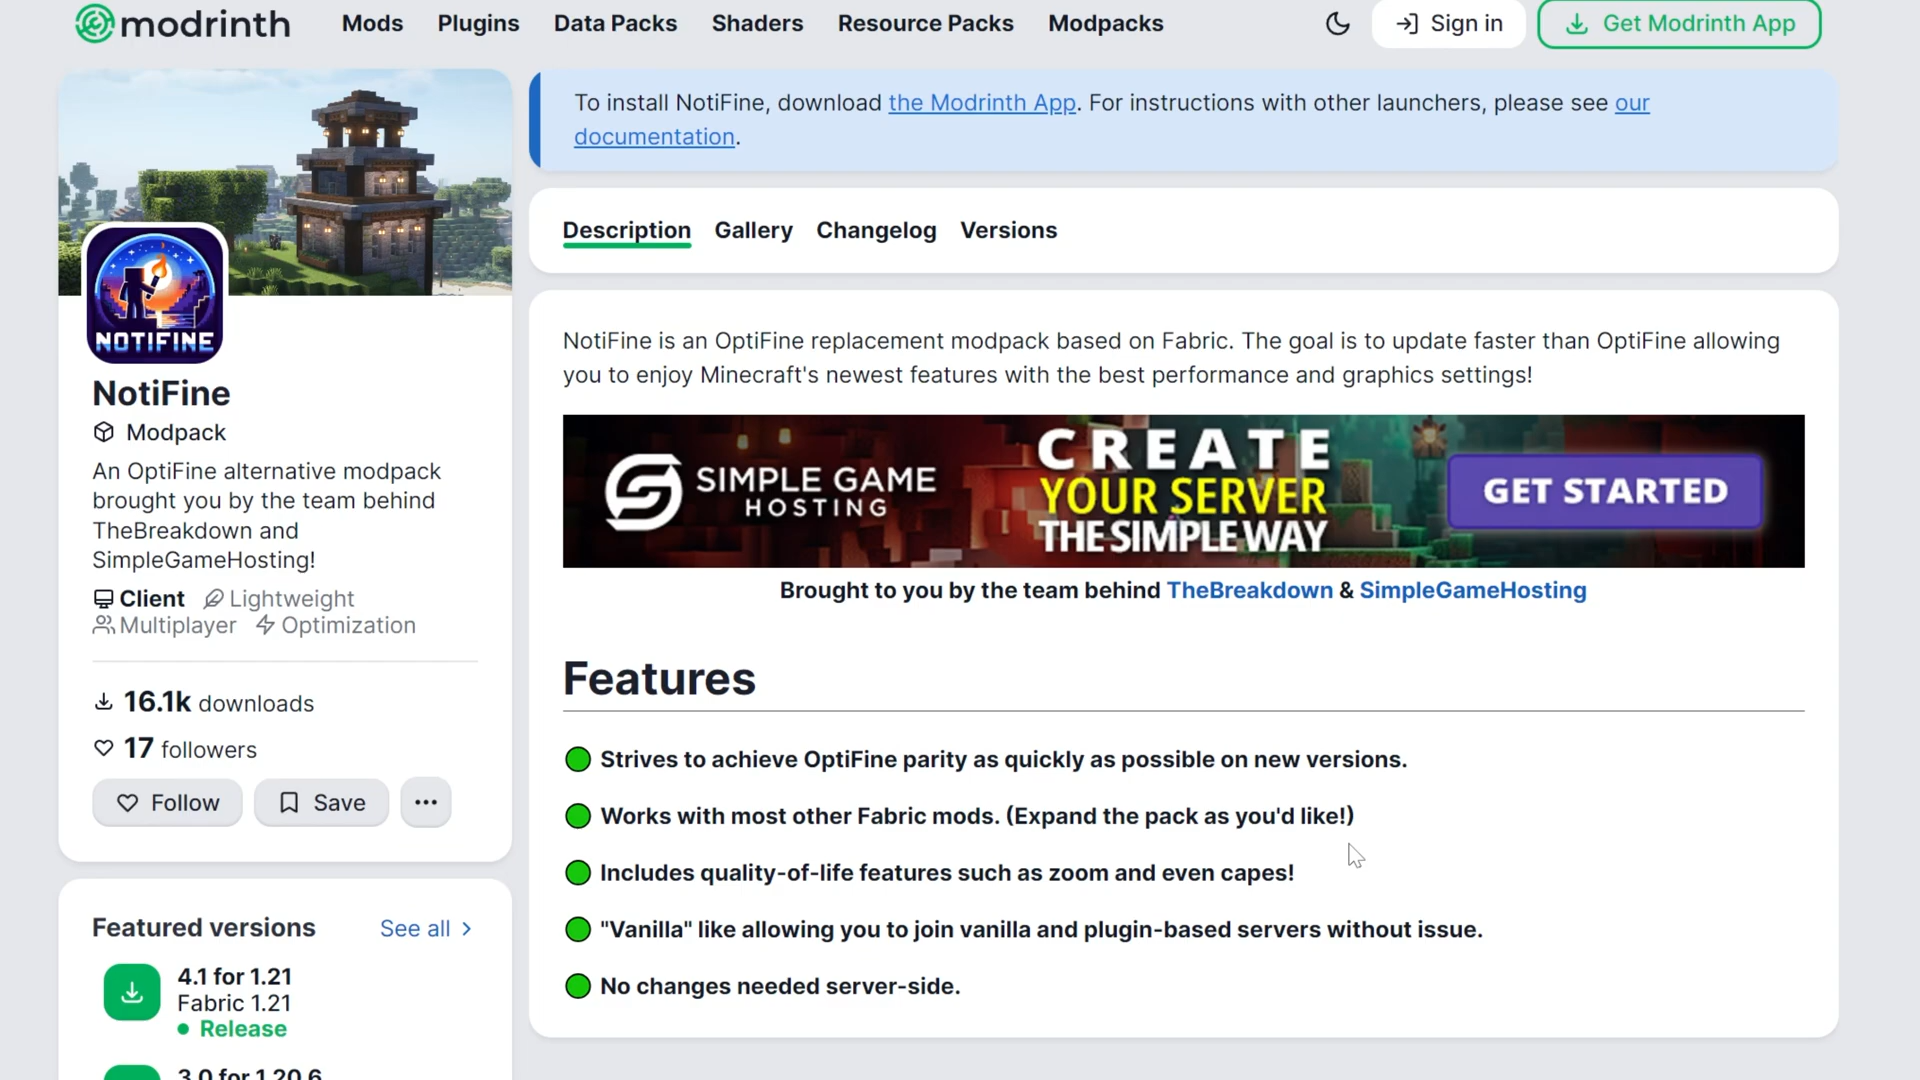 modrinth Mods Plugins Data Packs Shaders Resource Packs Modpacks Sign in Get Modrinth App
To install NotiFine, download the Modrinth App. For instructions with other launchers, please see our
documentation.
NOTIFINE
NotiFine
Modpack
An OptiFine alternative modpack
brought you by the team behind
TheBreakdown and
SimpleGameHosting!
Client Lightweight
Multiplayer Optimization
16.1k downloads
17 followers
Follow Save
Featured versions See all
4.1 for 1.21
Fabric 1.21
Release
3.0 for 1.20.6
Description Gallery Changelog Versions
NotiFine is an OptiFine replacement modpack based on Fabric. The goal is to update faster than OptiFine allowing
you to enjoy Minecraft's newest features with the best performance and graphics settings!
SIMPLE GAME
HOSTING
CREATE
YOUR SERVER
THE SIMPLE WAY
GET STARTED
Brought to you by the team behind TheBreakdown & SimpleGameHosting
Features
Strives to achieve OptiFine parity as quickly as possible on new versions.
Works with most other Fabric mods. (Expand the pack as you'd like!)
Includes quality-of-life features such as zoom and even capes!
"Vanilla" like allowing you to join vanilla and plugin-based servers without issue.
No changes needed server-side.